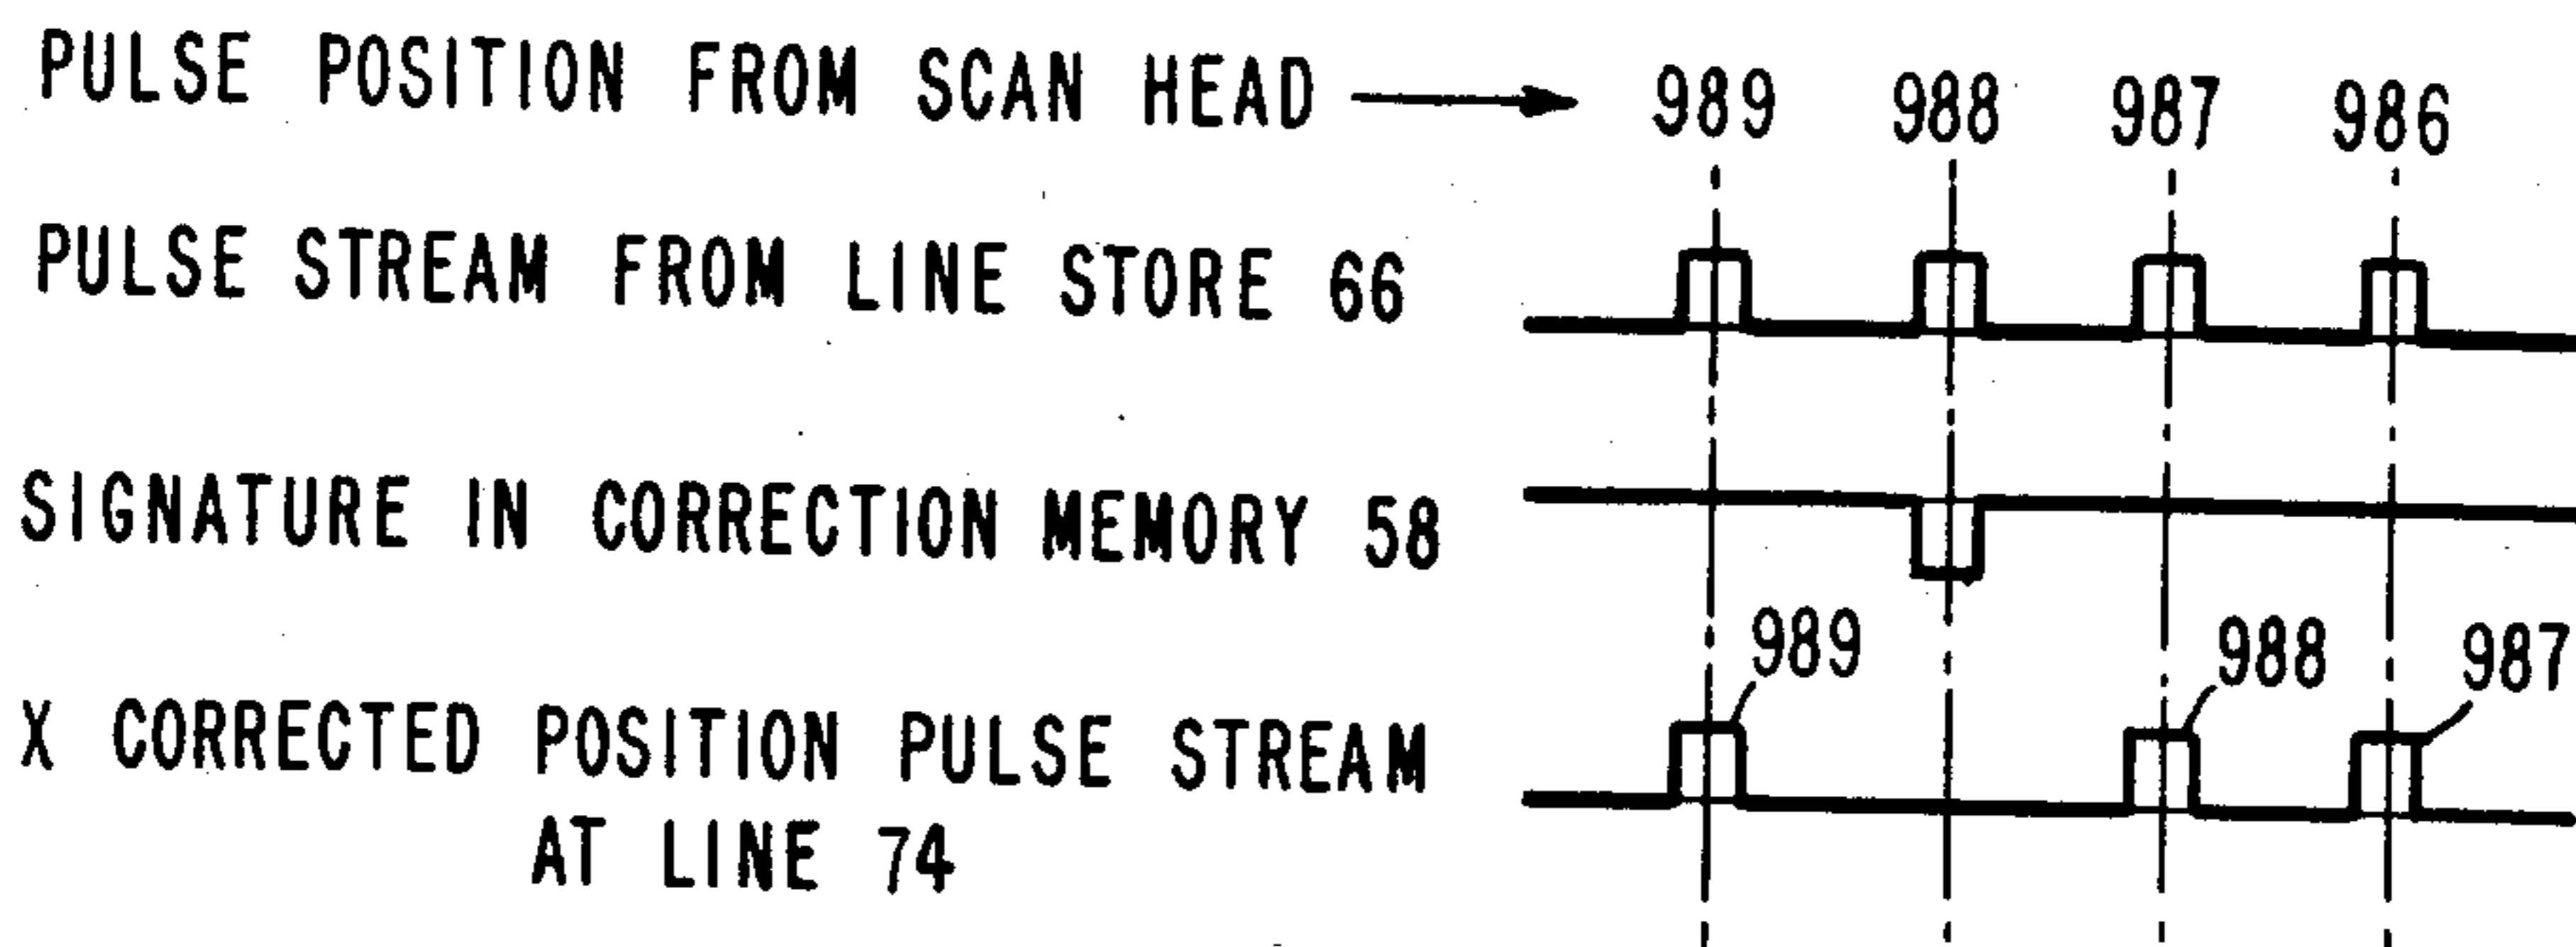 PULSE POSITION FROM SCAN HEAD 989 988 987 986
PULSE STREAM FROM LINE STORE 66
SIGNATURE IN CORRECTION MEMORY 58
989 988 987
X CORRECTED POSITION PULSE STREAM
AT LINE 74